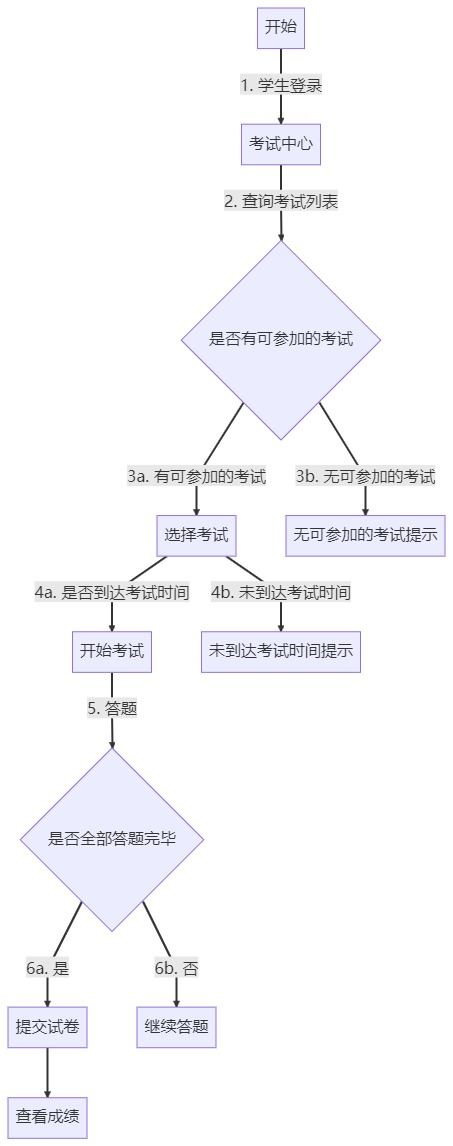 开始
1. 学生登录
考试中心
2. 查询考试列表
是否有可参加的考试
3a. 有可参加的考试
3b. 无可参加的考试
选择考试
无可参加的考试提示
4a. 是否到达考试时间
4b. 未到达考试时间
开始考试
未到达考试时间提示
5. 答题
是否全部答题完毕
6a. 是
6b. 否
提交试卷
继续答题
查看成绩